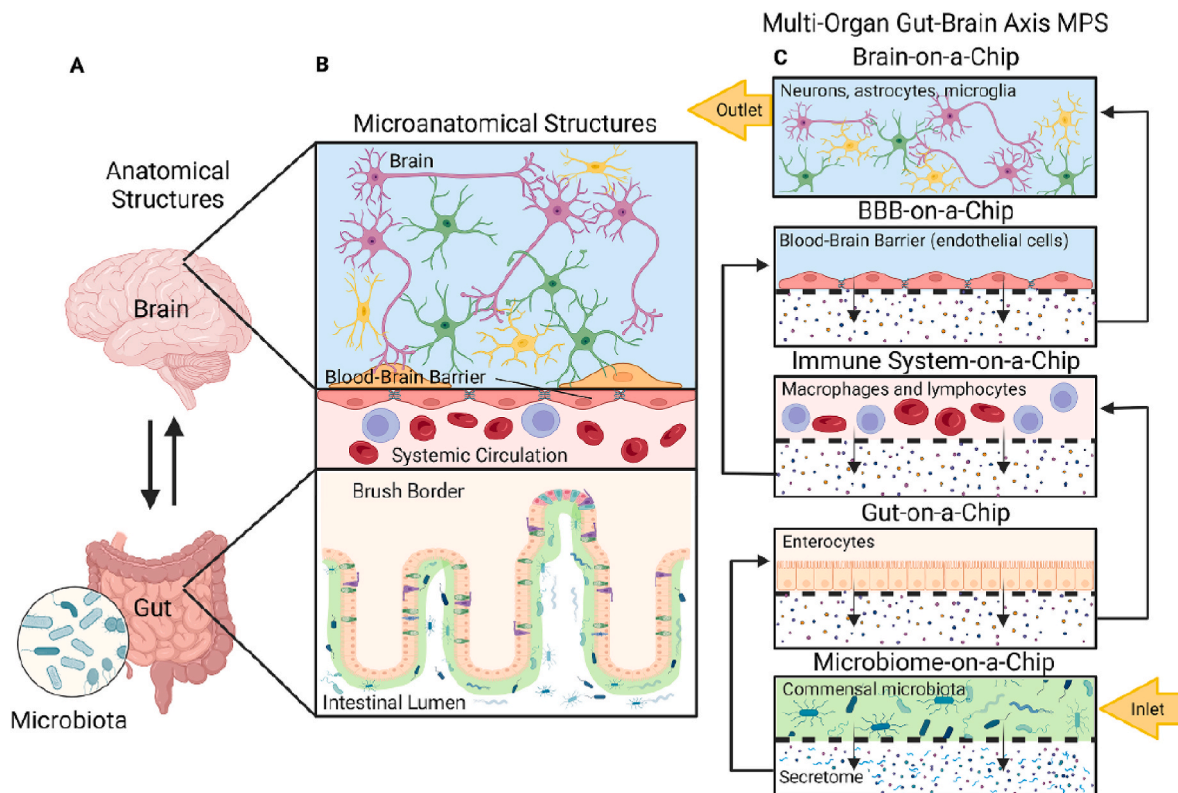 A
Anatomical
Structures
Brain
Gut
Microbiota
B
Microanatomical Structures
Brain
Blood-Brain Barrier
Systemic Circulation
Brush Border
Intestinal Lumen
Multi-Organ Gut-Brain Axis MPS
C
Brain-on-a-Chip
Outlet
Neurons, astrocytes, microglia
BBB-on-a-Chip
Blood-Brain Barrier (endothelial cells)
Immune System-on-a-Chip
Macrophages and lymphocytes
Gut-on-a-Chip
Enterocytes
Microbiome-on-a-Chip
Commensal microbiota
Inlet
Secretome